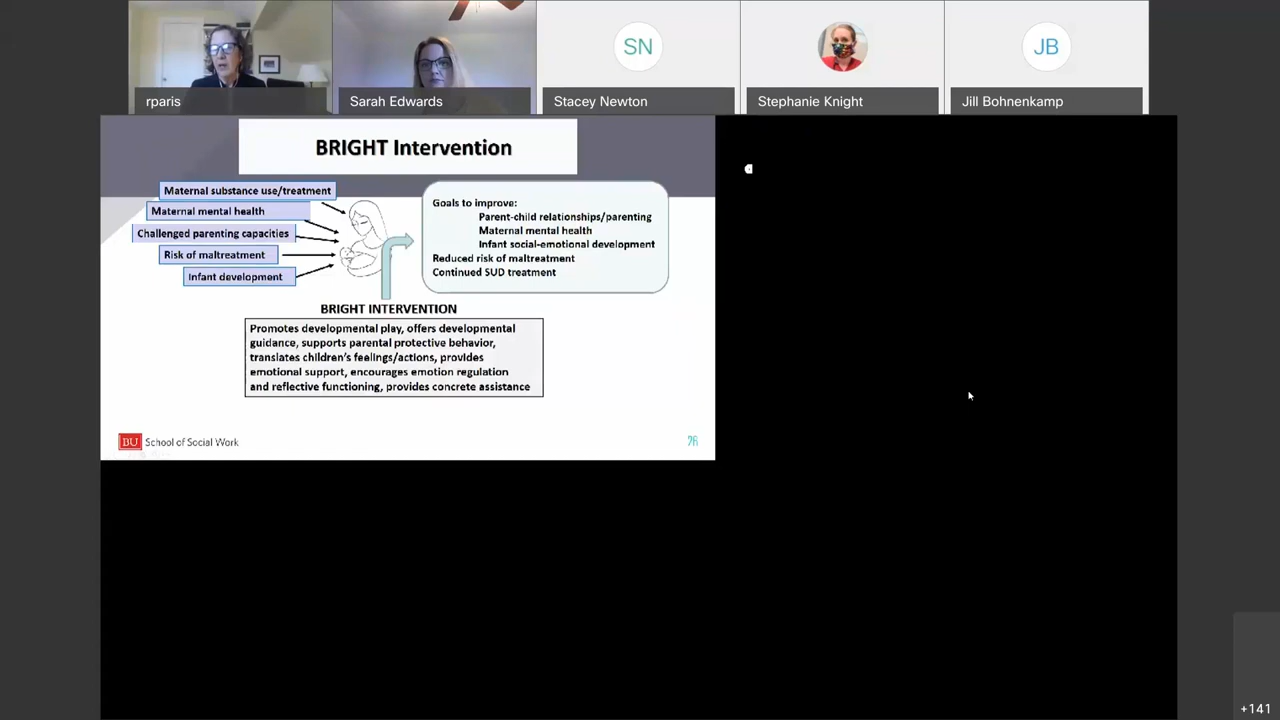 SN
JB
rparis
Sarah Edwards
Stacey Newton
Stephanie Knight
Jill Bohnenkamp
BRIGHT Intervention
Maternal substance use/treatment
Maternal mental health
Challenged parenting capacities
Risk of maltreatment
Infant development
Goals to improve:
Parent-child relationships/parenting
Maternal mental health
Infant social-emotional development
Reduced risk of maltreatment
Continued SUD treatment
BRIGHT INTERVENTION
Promotes developmental play, offers developmental
guidance, supports parental protective behavior,
translates children's feelings/actions, provides
emotional support, encourages emotion regulation
and reflective functioning, provides concrete assistance
BU School of Social Work
26
+141